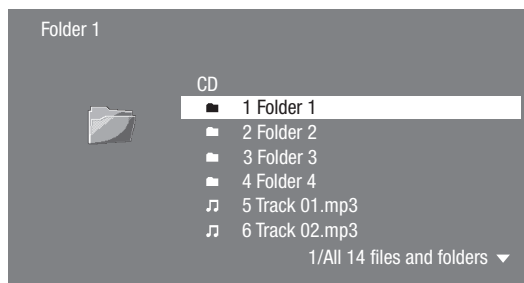 Folder 1
CD
1 Folder 1
2 Folder 2
3 Folder 3
4 Folder 4
5 Track 01.mp3
6 Track 02.mp3
1/All 14 files and folders